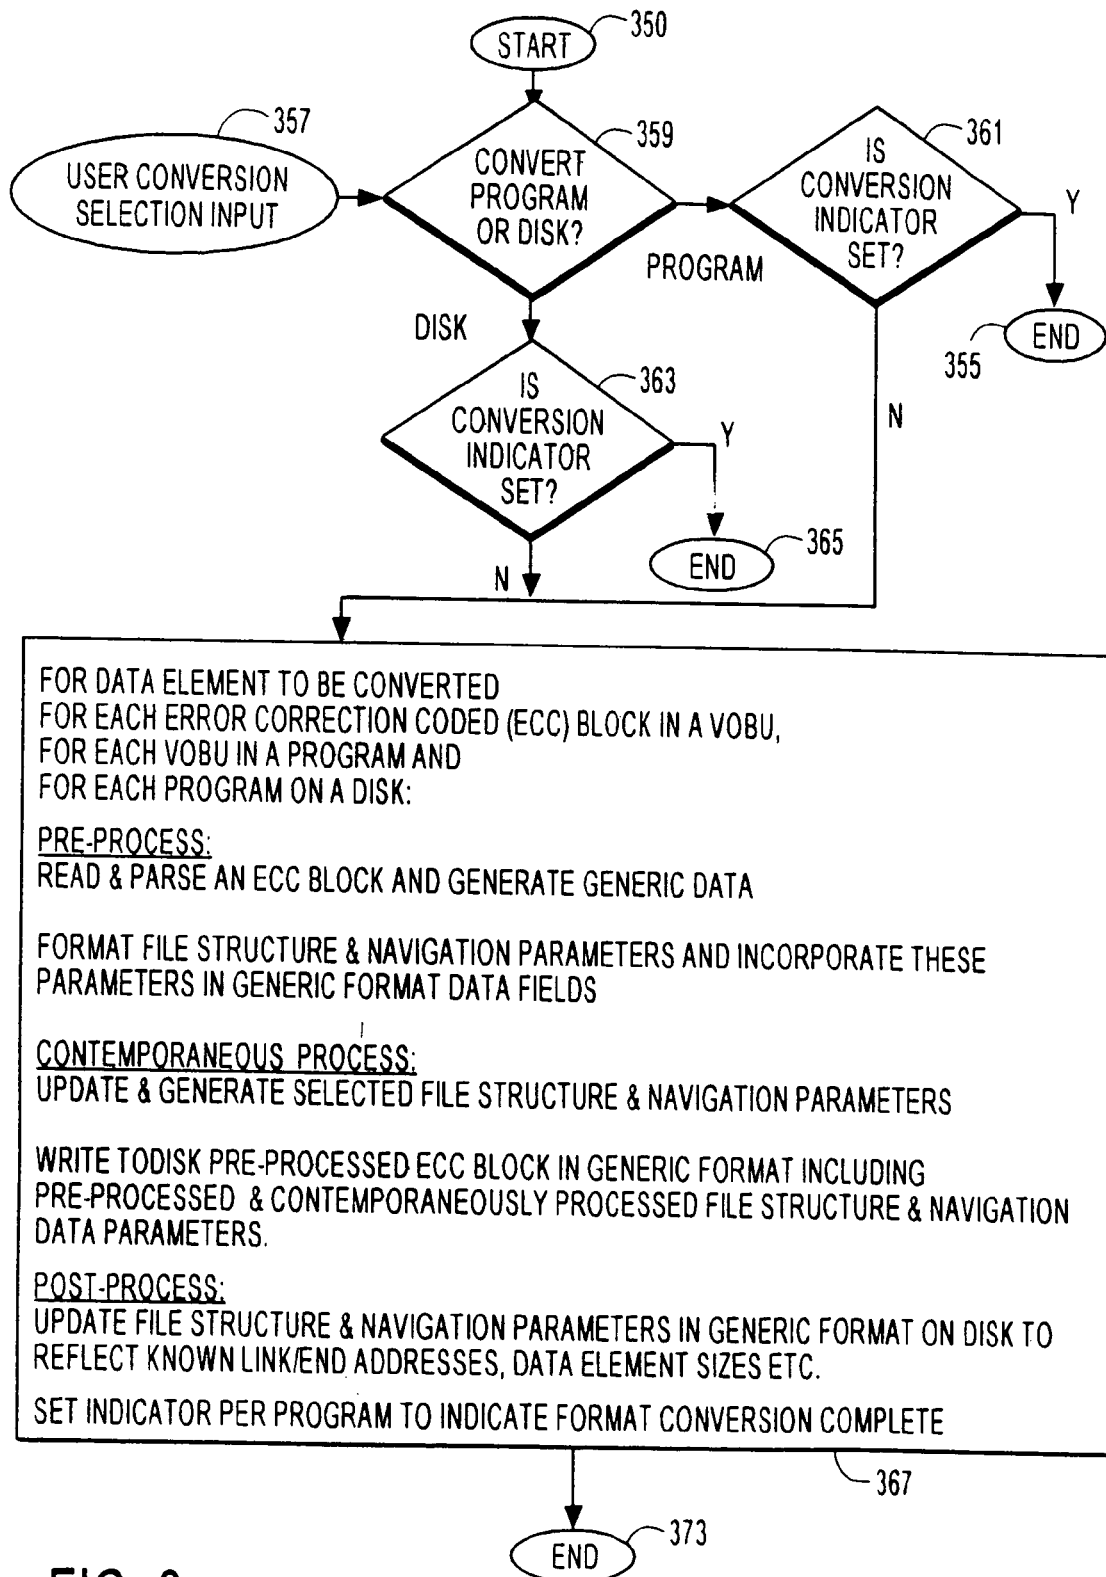 START
350
357
USER CONVERSION
SELECTION INPUT
359
CONVERT
PROGRAM
OR DISK?
361
IS
CONVERSION
INDICATOR
SET?
Y
PROGRAM
END
355
DISK
363
IS
CONVERSION
INDICATOR
SET?
Y
N
END
365
N
FOR DATA ELEMENT TO BE CONVERTED
FOR EACH ERROR CORRECTION CODED (ECC) BLOCK IN A VOBU,
FOR EACH VOBU IN A PROGRAM AND
FOR EACH PROGRAM ON A DISK:
PRE-PROCESS:
READ & PARSE AN ECC BLOCK AND GENERATE GENERIC DATA
FORMAT FILE STRUCTURE & NAVIGATION PARAMETERS AND INCORPORATE THESE
PARAMETERS IN GENERIC FORMAT DATA FIELDS
CONTEMPORANEOUS PROCESS:
UPDATE & GENERATE SELECTED FILE STRUCTURE & NAVIGATION PARAMETERS
WRITE TODISK PRE-PROCESSED ECC BLOCK IN GENERIC FORMAT INCLUDING
PRE-PROCESSED & CONTEMPORANEOUSLY PROCESSED FILE STRUCTURE & NAVIGATION
DATA PARAMETERS.
POST-PROCESS:
UPDATE FILE STRUCTURE & NAVIGATION PARAMETERS IN GENERIC FORMAT ON DISK TO
REFLECT KNOWN LINK/END ADDRESSES, DATA ELEMENT SIZES ETC.
SET INDICATOR PER PROGRAM TO INDICATE FORMAT CONVERSION COMPLETE
367
373
END